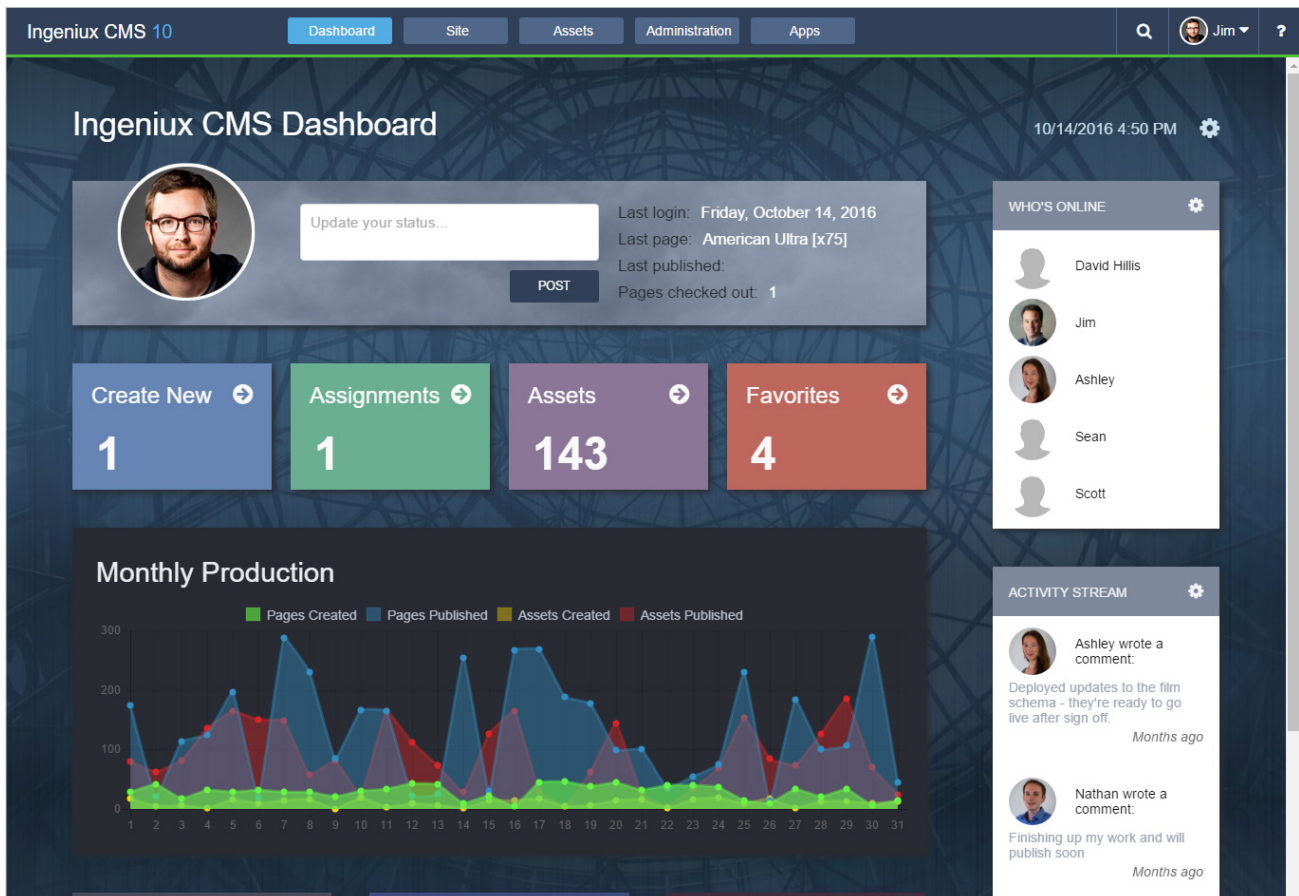 Ingeniux CMS 10
Dashboard
Site
Assets
Administration
Apps
Jim
?
Ingeniux CMS Dashboard
10/14/2016 4:50 PM
Update your status...
POST
Last login: Friday, October 14, 2016
Last page: American Ultra [x75]
Last published:
Pages checked out: 1
WHO'S ONLINE
David Hillis
Jim
Ashley
Sean
Scott
Create New
1
Assignments
1
Assets
143
Favorites
4
Monthly Production
Pages Created Pages Published Assets Created Assets Published
300
200
100
0
1 2 3 4 5 6 7 8 9 10 11 12 13 14 15 16 17 18 19 20 21 22 23 24 25 26 27 28 29 30 31
ACTIVITY STREAM
Ashley wrote a
comment:
Deployed updates to the film
schema - they're ready to go
live after sign off.
Months ago
Nathan wrote a
comment:
Finishing up my work and will
publish soon
Months ago